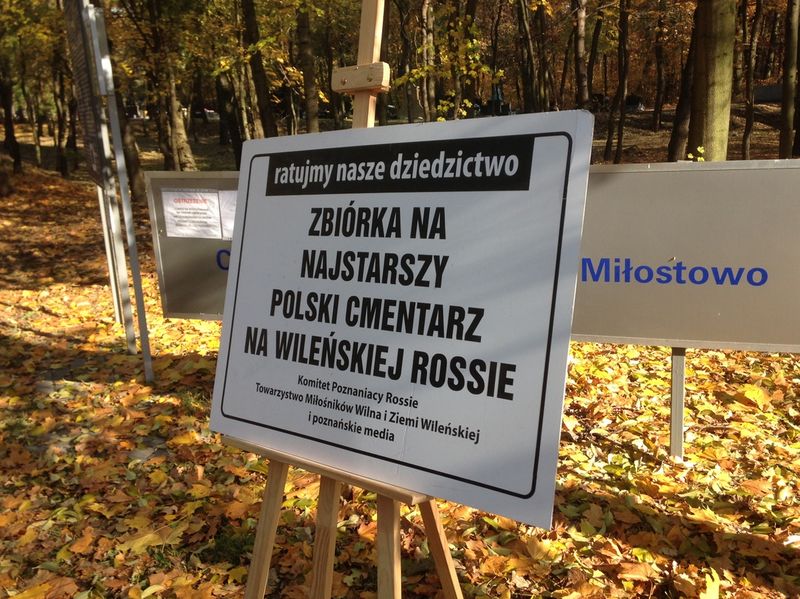 ratujmy nasze dziedzictwo
ZBIÓRKA NA
NAJSTARSZY
POLSKI CMENTARZ
NA WILEŃSKIEJ ROSSIE
Komitet Poznaniacy Rossie
Towarzystwo Miłośników Wilna i Ziemi Wileńskiej
i poznańskie media
OSTRZEŻENIE
Miłostowo